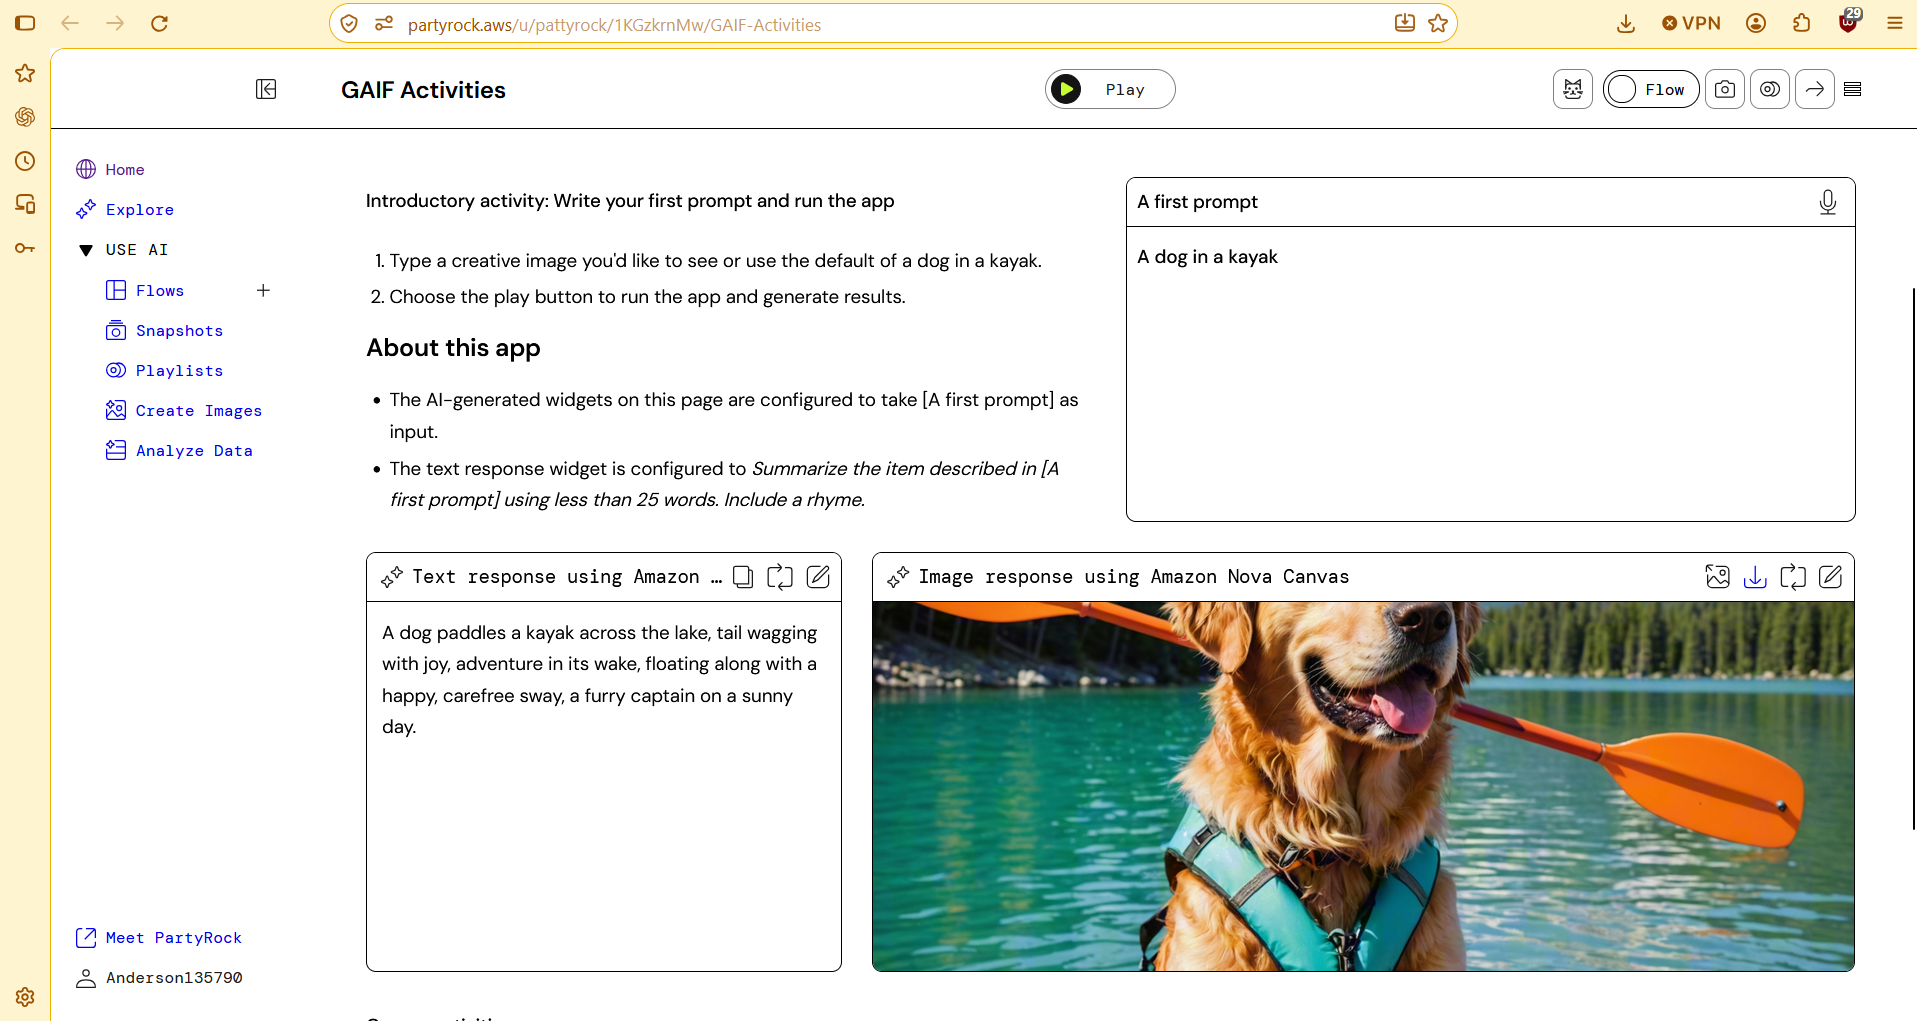 partyrock.aws/u/pattyrock/1KGzkrnMw/GAIF-Activities
VPN
29
GAIF Activities
Play
Flow
Home
Explore
USE AI
Flows
Snapshots
Playlists
Create Images
Analyze Data
Introductory activity: Write your first prompt and run the app
1. Type a creative image you'd like to see or use the default of a dog in a kayak.
2. Choose the play button to run the app and generate results.
About this app
• The AI-generated widgets on this page are configured to take [A first prompt] as
input.
• The text response widget is configured to Summarize the item described in [A
first prompt] using less than 25 words. Include a rhyme.
A first prompt
A dog in a kayak
Text response using Amazon ...
A dog paddles a kayak across the lake, tail wagging
with joy, adventure in its wake, floating along with a
happy, carefree sway, a furry captain on a sunny
day.
Image response using Amazon Nova Canvas
Meet PartyRock
Anderson135790